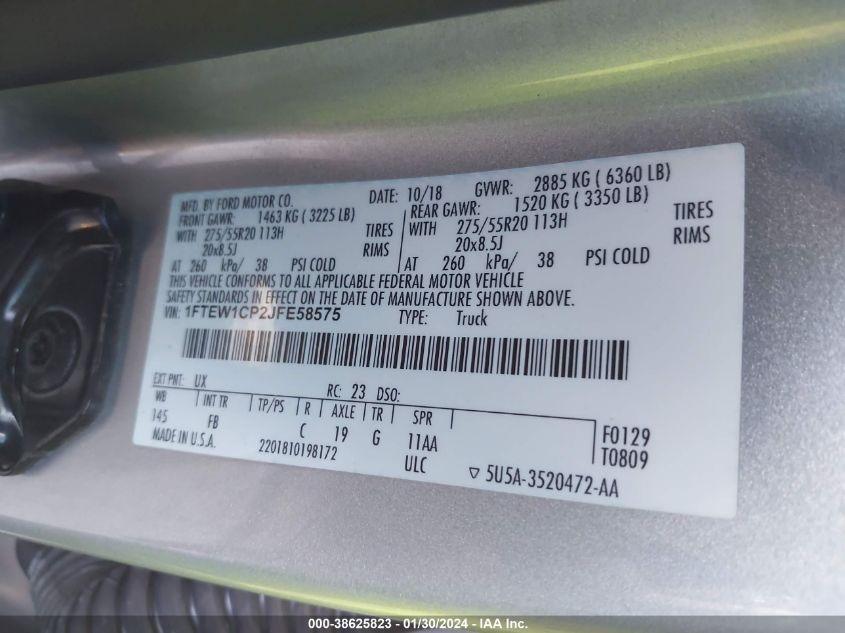 MFD. BY FORD MOTOR CO. DATE: 10/18 GVWR: 2885 KG ( 6360 LB)
FRONT GAWR: 1463 KG ( 3225 LB) REAR GAWR: 1520 KG ( 3350 LB)
WITH 275/55R20 113H TIRES WITH 275/55R20 113H TIRES
20x8.5J RIMS 20x8.5J RIMS
AT 260 kPa/ 38 PSI COLD AT 260 kPa/ 38 PSI COLD
THIS VEHICLE CONFORMS TO ALL APPLICABLE FEDERAL MOTOR VEHICLE
SAFETY STANDARDS IN EFFECT ON THE DATE OF MANUFACTURE SHOWN ABOVE.
VIN: 1FTEW1CP2JFE58575 TYPE: Truck
EXT PNT: UX RC: 23 DSO:
WB INT TR TP/PS R AXLE TR SPR
145 FB C 19 G 11AA F0129
MADE IN U.S.A. 2201810198172 ULC T0809
▽ 5U5A-3520472-AA
000-38625823 - 01/30/2024 - IAA Inc.